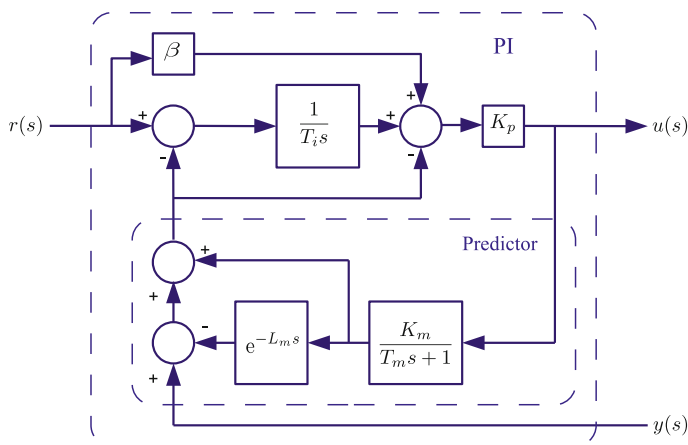 PI
β
r(s)
+
+
+
-
-
1
T_i s
K_p
u(s)
Predictor
+
+
-
+
e^{-L_m s}
K_m
T_m s + 1
y(s)